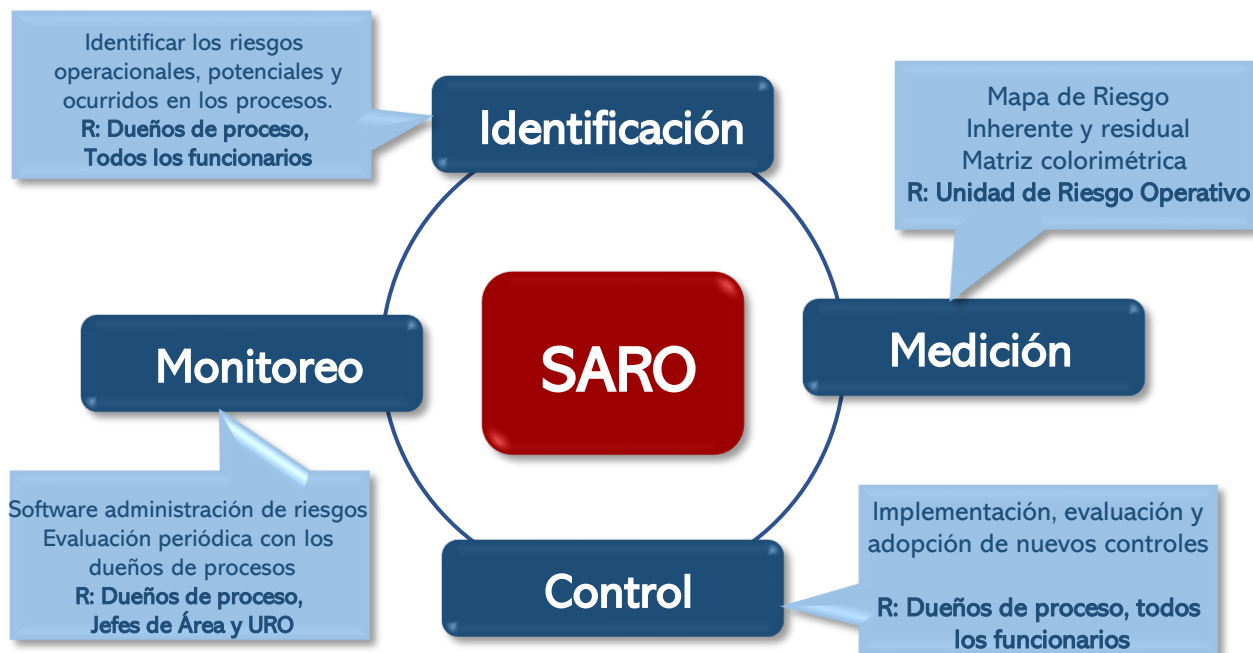 Identificar los riesgos
operacionales, potenciales y
ocurridos en los procesos.
R: Dueños de proceso,
Todos los funcionarios
Identificación
Mapa de Riesgo
Inherente y residual
Matriz colorimétrica
R: Unidad de Riesgo Operativo
Monitoreo
SARO
Medición
Software administración de riesgos
Evaluación periódica con los
dueños de procesos
R: Dueños de proceso,
Jefes de Área y URO
Control
Implementación, evaluación y
adopción de nuevos controles
R: Dueños de proceso, todos
los funcionarios